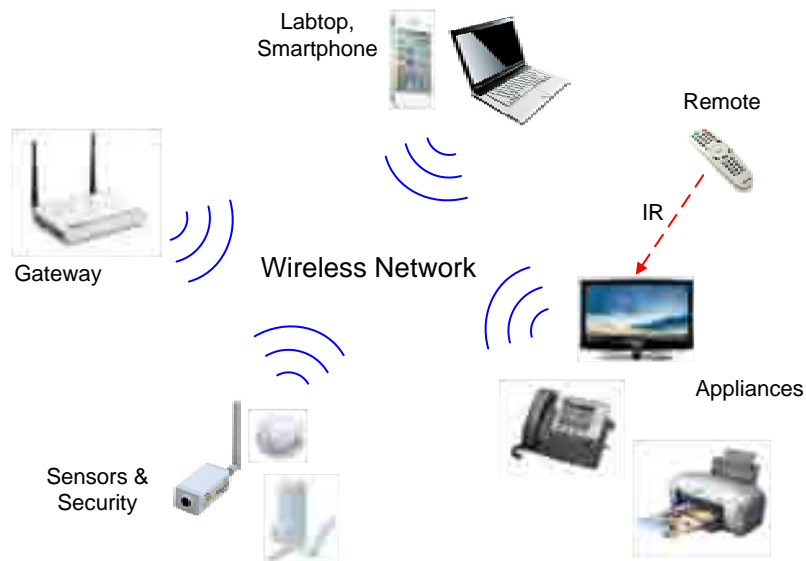 Labtop,
Smartphone
Remote
IR
Gateway
Wireless Network
Appliances
Sensors &
Security